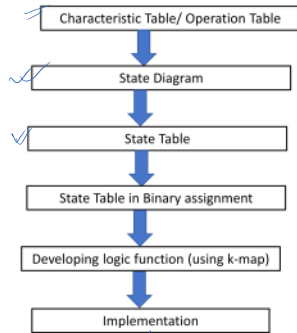 Characteristic Table/ Operation Table
State Diagram
State Table
State Table in Binary assignment
Developing logic function (using k-map)
Implementation